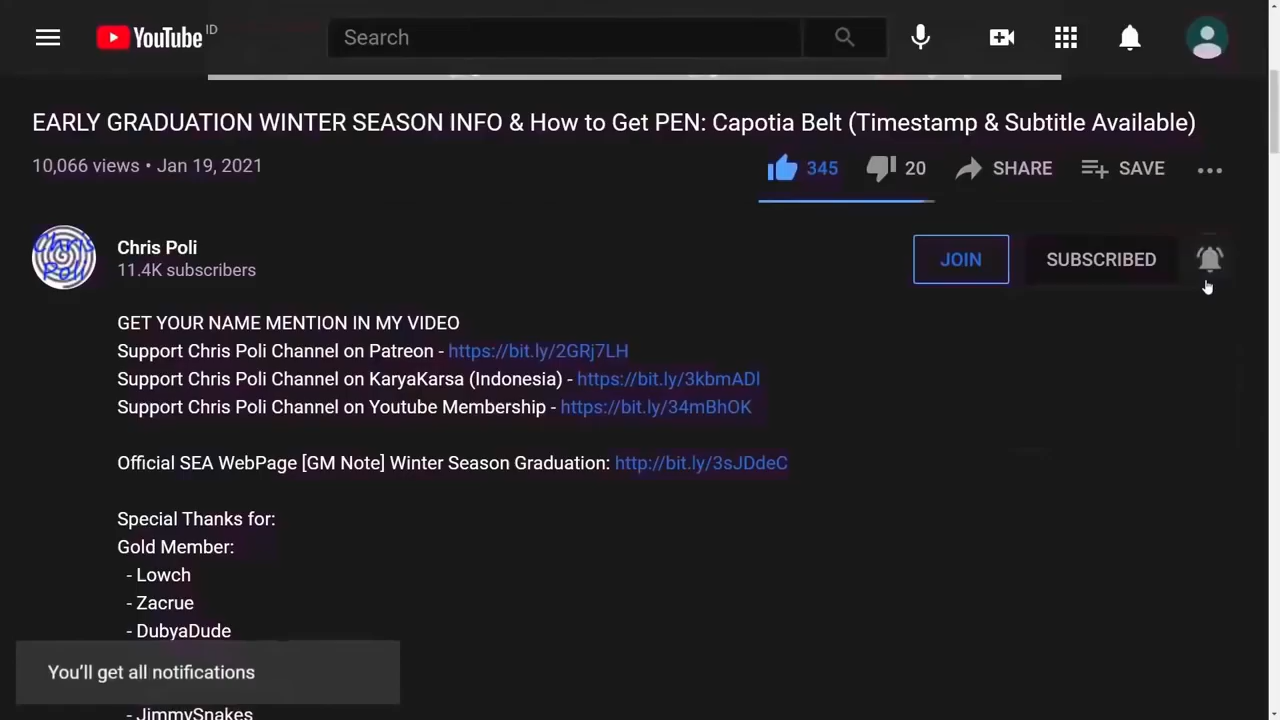 YouTube ID
Search
EARLY GRADUATION WINTER SEASON INFO & How to Get PEN: Capotia Belt (Timestamp & Subtitle Available)
10,066 views • Jan 19, 2021
345 20 SHARE SAVE
Chris Poli
Chris Poli
11.4K subscribers
JOIN SUBSCRIBED
GET YOUR NAME MENTION IN MY VIDEO
Support Chris Poli Channel on Patreon - https://bit.ly/2GRj7LH
Support Chris Poli Channel on KaryaKarsa (Indonesia) - https://bit.ly/3kbmADl
Support Chris Poli Channel on Youtube Membership - https://bit.ly/34mBhOK
Official SEA WebPage [GM Note] Winter Season Graduation: http://bit.ly/3sJDdeC
Special Thanks for:
Gold Member:
- Lowch
- Zacrue
- DubyaDude
You'll get all notifications
- JimmySnakes